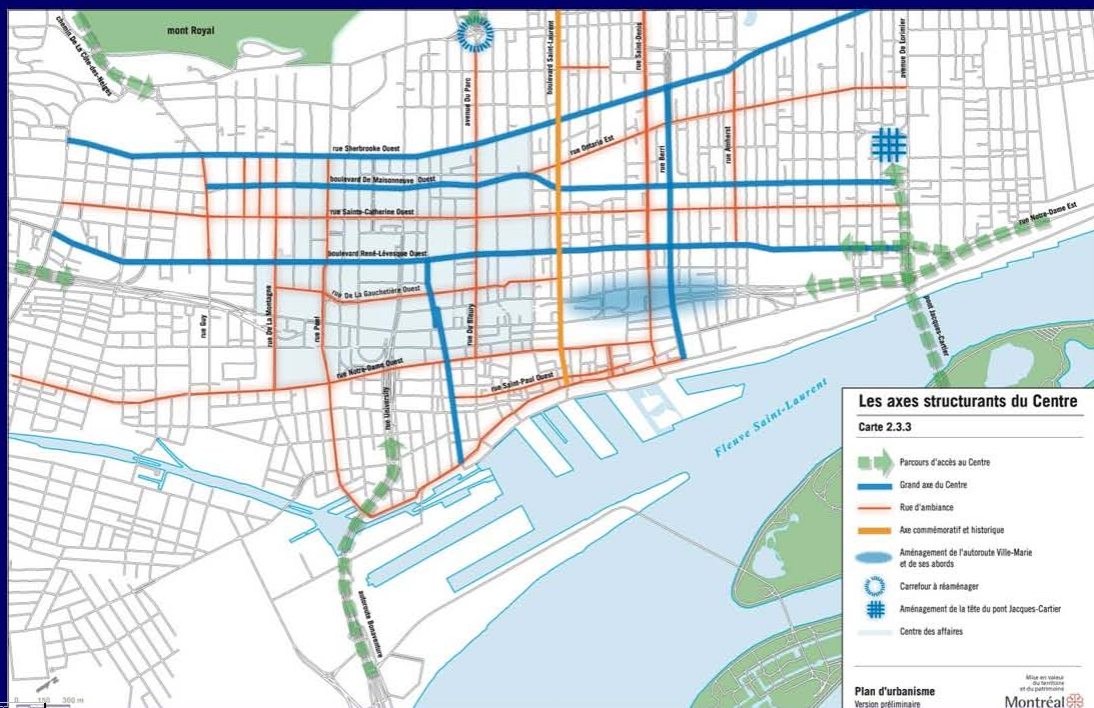 chemin De La Côte-des-Neiges
mont Royal
avenue Du Parc
boulevard Saint-Laurent
rue Saint-Denis
avenue De Lorimier
rue Sherbrooke Ouest
rue Ontario Est
rue Berri
rue Amherst
boulevard De Maisonneuve Ouest
rue Sainte-Catherine Ouest
rue Notre-Dame Est
boulevard René-Lévesque Ouest
rue De La Gauchetière Ouest
rue Guy
rue De La Montagne
rue Peel
rue De Bleury
pont Jacques-Cartier
rue Notre-Dame Ouest
rue Saint-Paul Ouest
rue University
Fleuve Saint-Laurent
autoroute Bonaventure
Les axes structurants du Centre
Carte 2.3.3
Parcours d'accès au Centre
Grand axe du Centre
Rue d'ambiance
Axe commémoratif et historique
Aménagement de l'autoroute Ville-Marie
et de ses abords
Carrefour à réaménager
Aménagement de la tête du pont Jacques-Cartier
Centre des affaires
Plan d'urbanisme
Version préliminaire
Mise en valeur
du territoire
et du patrimoine
Montréal
0 150 300 m